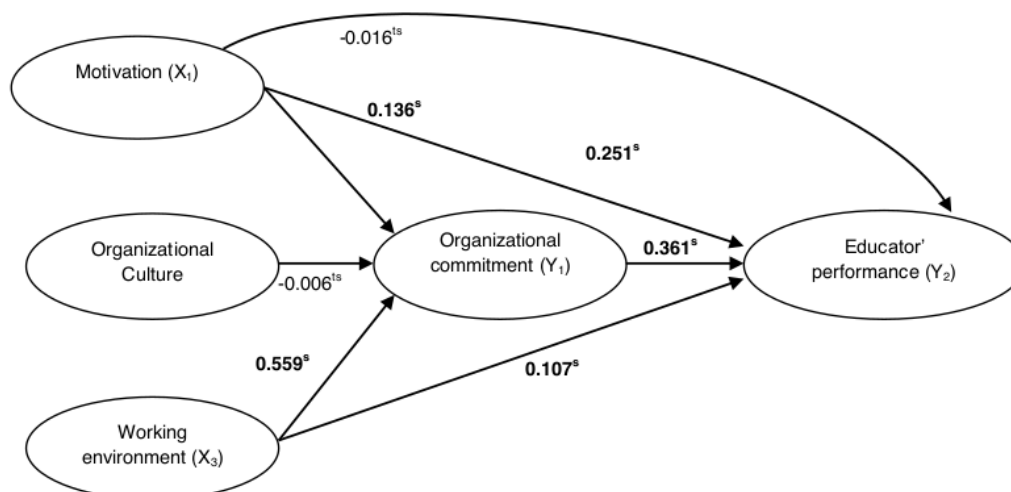 -0.016ᵗˢ
Motivation (X₁)
0.136ˢ
0.251ˢ
Organizational
Culture
-0.006ᵗˢ
Organizational
commitment (Y₁)
0.361ˢ
Educator’
performance (Y₂)
0.559ˢ
0.107ˢ
Working
environment (X₃)